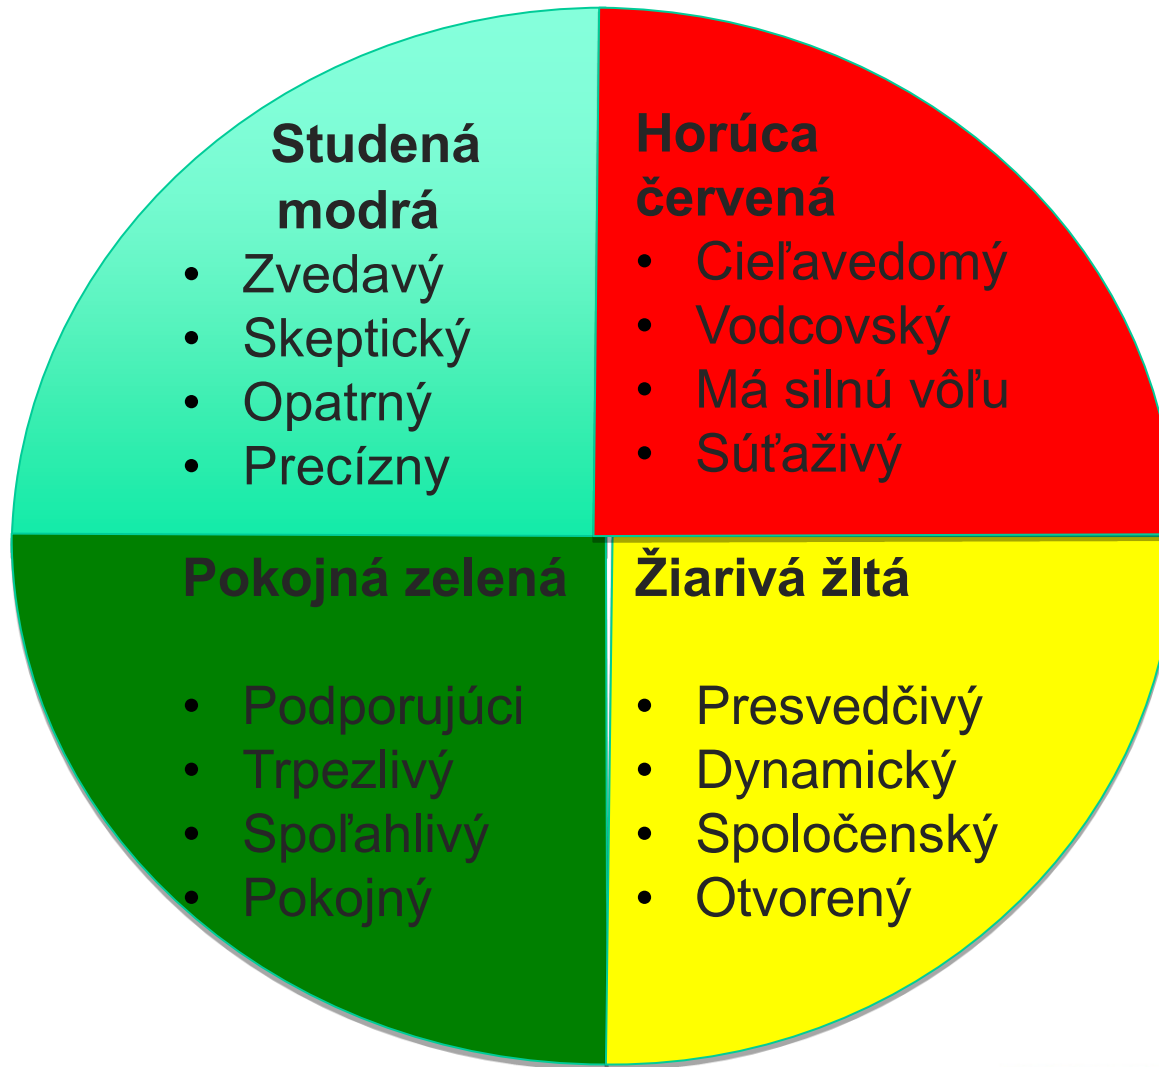 Studená
modrá
• Zvedavý
• Skeptický
• Opatrný
• Precízny
Horúca
červená
• Cieľavedomý
• Vodcovský
• Má silnú vôľu
• Súťaživý
Pokojná zelená
• Podporujúci
• Trpezlivý
• Spoľahlivý
• Pokojný
Žiarivá žltá
• Presvedčivý
• Dynamický
• Spoločenský
• Otvorený